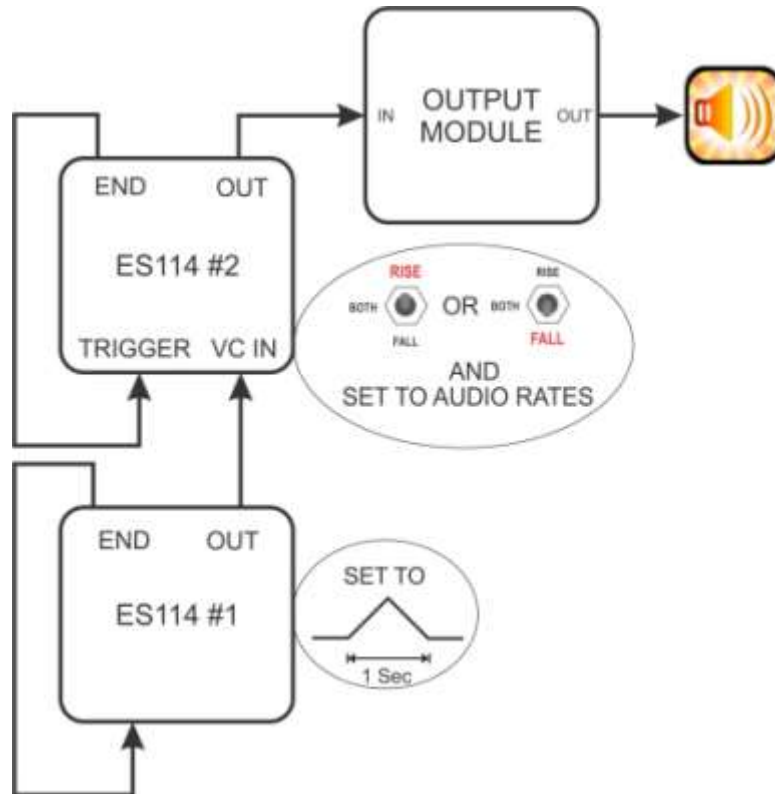 OUTPUT
MODULE
IN
OUT
END
OUT
ES114 #2
TRIGGER
VC IN
RISE
BOTH
FALL
OR
RISE
BOTH
FALL
AND
SET TO AUDIO RATES
END
OUT
ES114 #1
SET TO
1 Sec